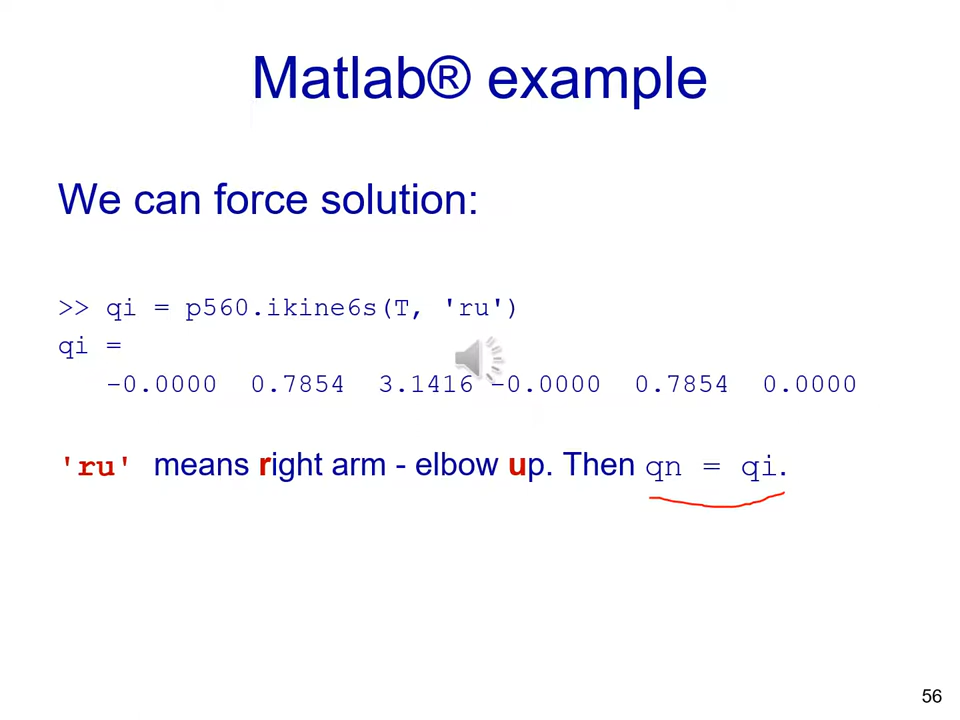 Matlab® example
We can force solution:
>> qi = p560.ikine6s(T, 'ru')
qi =
-0.0000 0.7854 3.1416 -0.0000 0.7854 0.0000
'ru' means right arm - elbow up. Then qn = qi.
56